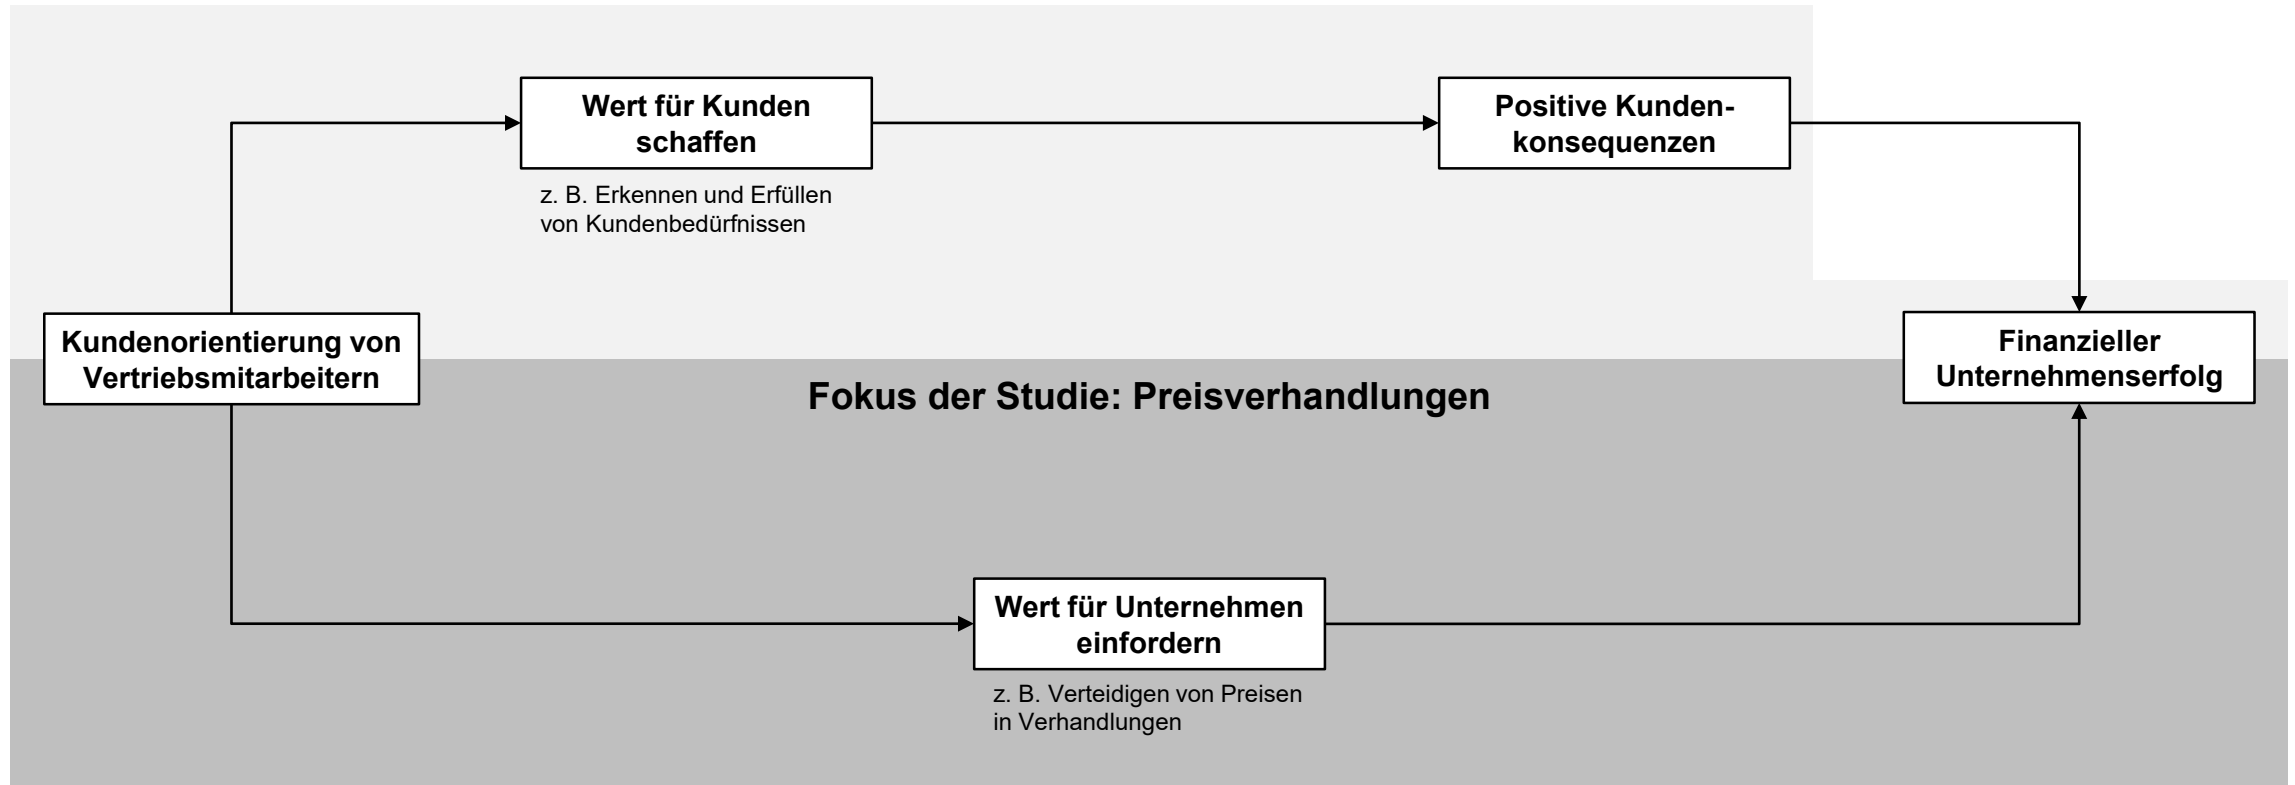 Wert für Kunden
schaffen
z. B. Erkennen und Erfüllen
von Kundenbedürfnissen
Positive Kunden-
konsequenzen
Kundenorientierung von
Vertriebsmitarbeitern
Finanzieller
Unternehmenserfolg
Fokus der Studie: Preisverhandlungen
Wert für Unternehmen
einfordern
z. B. Verteidigen von Preisen
in Verhandlungen